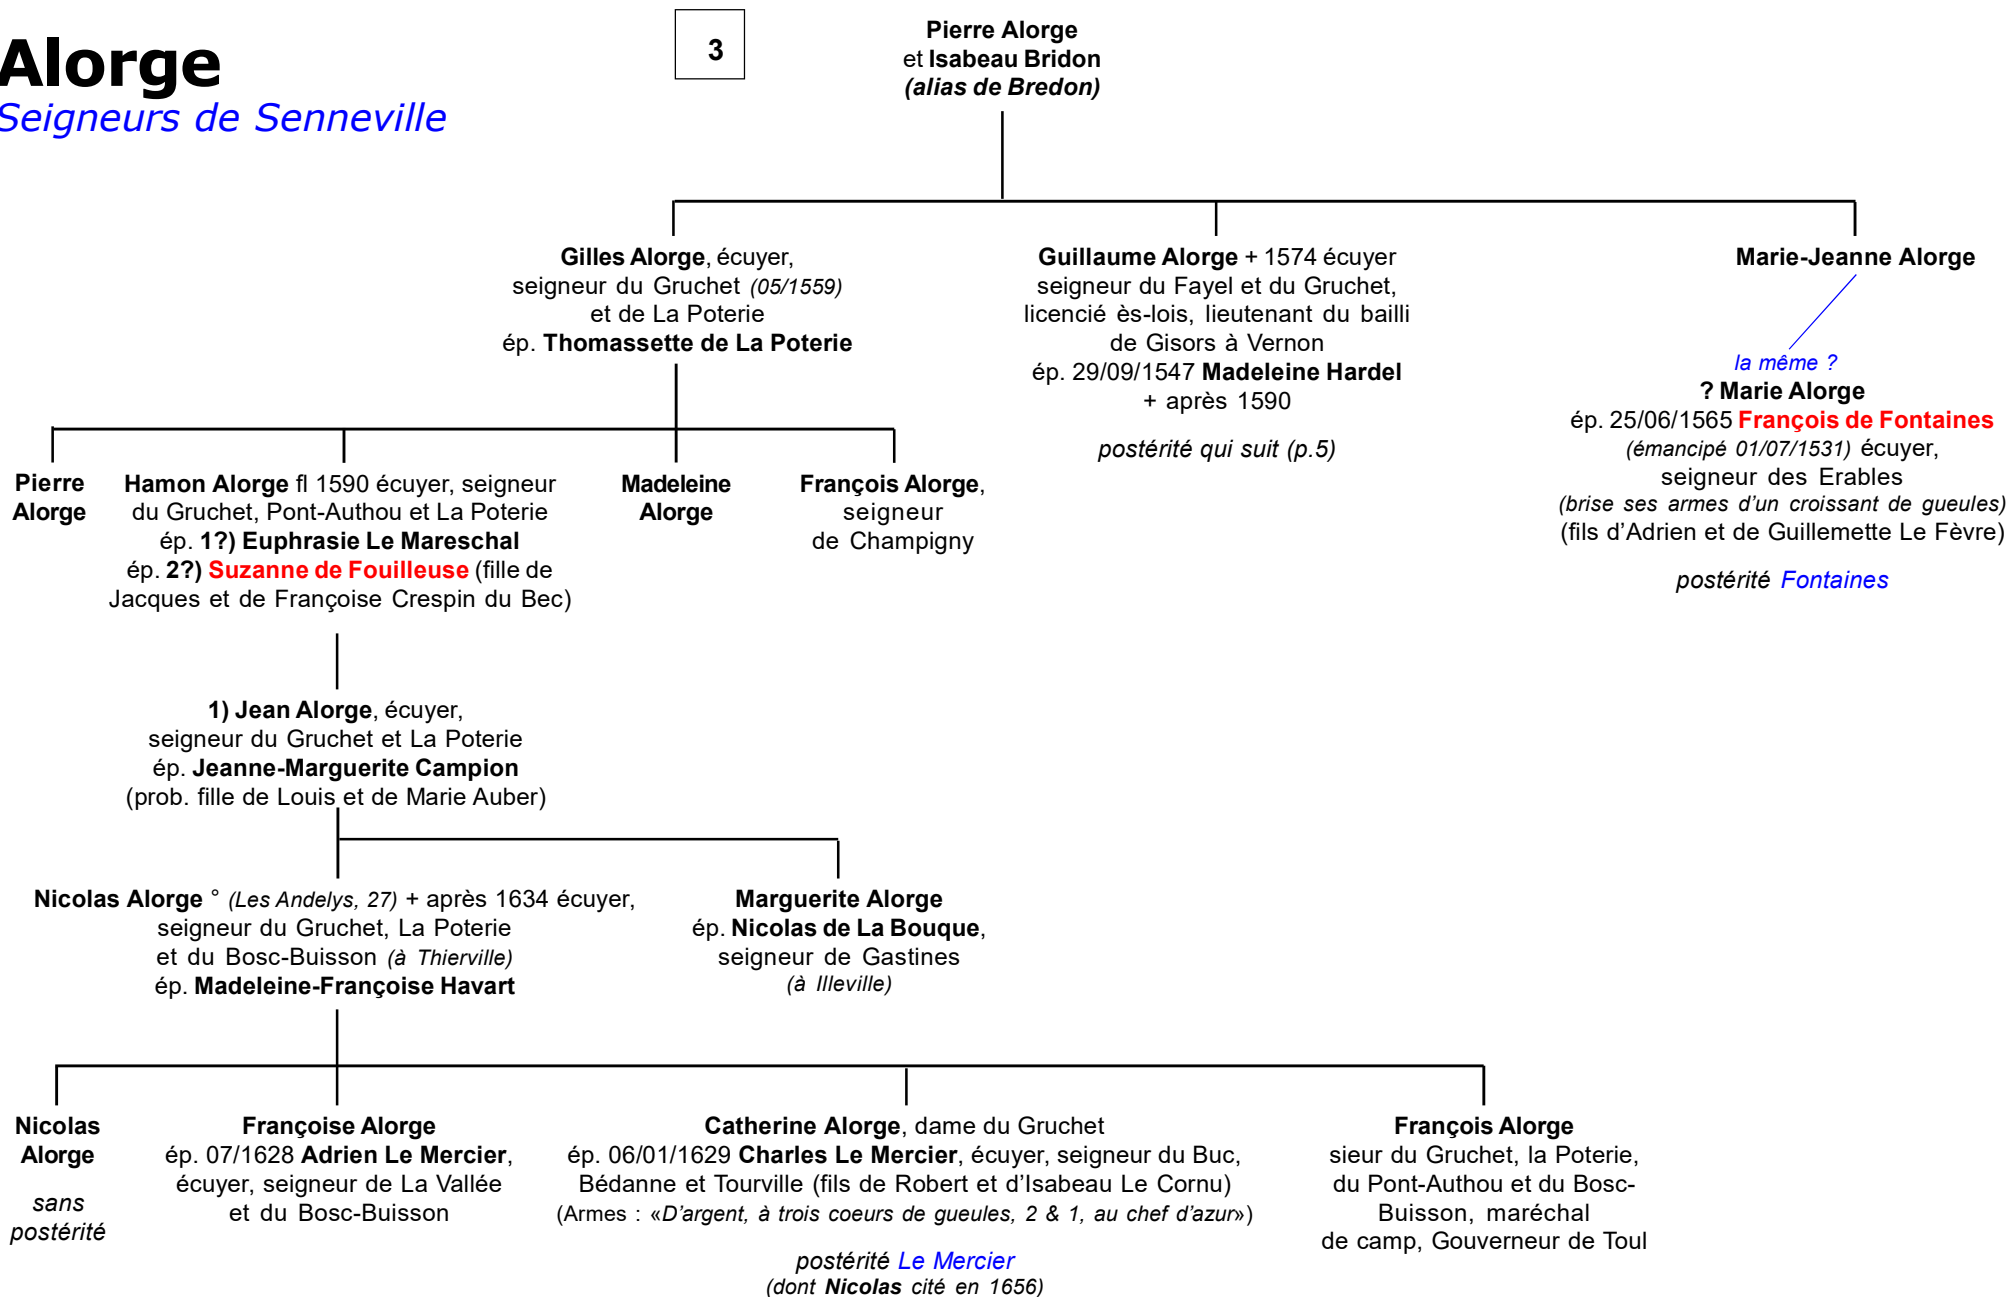 Alorge
Seigneurs de Senneville
3
Pierre Alorge
et Isabeau Bridon
(alias de Bredon)
Gilles Alorge, écuyer,
seigneur du Gruchet (05/1559)
et de La Poterie
ép. Thomassette de La Poterie
Guillaume Alorge + 1574 écuyer
seigneur du Fayel et du Gruchet,
licencié ès-lois, lieutenant du bailli
de Gisors à Vernon
ép. 29/09/1547 Madeleine Hardel
+ après 1590
postérité qui suit (p.5)
Marie-Jeanne Alorge
la même ?
? Marie Alorge
ép. 25/06/1565 François de Fontaines
(émancipé 01/07/1531) écuyer,
seigneur des Erables
(brise ses armes d'un croissant de gueules)
(fils d'Adrien et de Guillemette Le Fèvre)
postérité Fontaines
Pierre
Alorge
Hamon Alorge fl 1590 écuyer, seigneur
du Gruchet, Pont-Authou et La Poterie
ép. 1?) Euphrasie Le Mareschal
ép. 2?) Suzanne de Fouilleuse (fille de
Jacques et de Françoise Crespin du Bec)
Madeleine
Alorge
François Alorge,
seigneur
de Champigny
1) Jean Alorge, écuyer,
seigneur du Gruchet et La Poterie
ép. Jeanne-Marguerite Campion
(prob. fille de Louis et de Marie Auber)
Nicolas Alorge ° (Les Andelys, 27) + après 1634 écuyer,
seigneur du Gruchet, La Poterie
et du Bosc-Buisson (à Thierville)
ép. Madeleine-Françoise Havart
Marguerite Alorge
ép. Nicolas de La Bouque,
seigneur de Gastines
(à Illeville)
Nicolas
Alorge
sans
postérité
Françoise Alorge
ép. 07/1628 Adrien Le Mercier,
écuyer, seigneur de La Vallée
et du Bosc-Buisson
Catherine Alorge, dame du Gruchet
ép. 06/01/1629 Charles Le Mercier, écuyer, seigneur du Buc,
Bédanne et Tourville (fils de Robert et d'Isabeau Le Cornu)
(Armes : «D'argent, à trois coeurs de gueules, 2 & 1, au chef d'azur»)
postérité Le Mercier
(dont Nicolas cité en 1656)
François Alorge
sieur du Gruchet, la Poterie,
du Pont-Authou et du Bosc-
Buisson, maréchal
de camp, Gouverneur de Toul